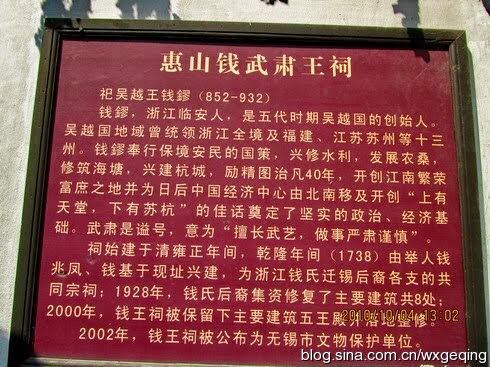 惠山钱武肃王祠
祀吴越王钱鏐（852-932）
钱鏐，浙江临安人，是五代时期吴越国的创始人。
吴越国地域曾统领浙江全境及福建、江苏苏州等十三
州。钱鏐奉行保境安民的国策，兴修水利，发展农桑，
修筑海塘，兴建杭城，励精图治凡40年，开创江南繁荣
富庶之地并为日后中国经济中心由北南移及开创“上有
天堂，下有苏杭”的佳话奠定了坚实的政治、经济基
础。武肃是谥号，意为“擅长武艺，做事严肃谨慎”。
祠始建于清雍正年间，乾隆年间（1738）由举人钱
兆凤、钱基于现址兴建，为浙江钱氏迁锡后裔各支的共
同宗祠；1928年，钱氏后裔集资修复了主要建筑共8处；
2000年，钱王祠被保留下主要建筑五王殿并落地整修。
2002年，钱王祠被公布为无锡市文物保护单位。
2010/10/04 13:02
blog.sina.com.cn/wxgeqing